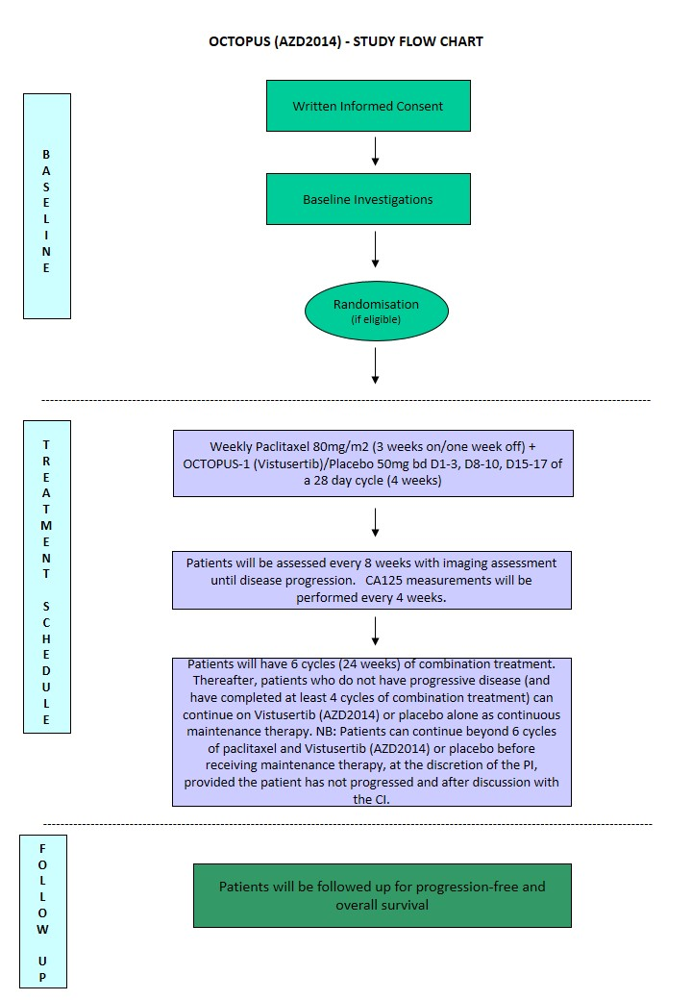 OCTOPUS (AZD2014) - STUDY FLOW CHART
BASELINE
Written Informed Consent
Baseline Investigations
Randomisation
(if eligible)
TREATMENT SCHEDULE
Weekly Paclitaxel 80mg/m2 (3 weeks on/one week off) +
OCTOPUS-1 (Vistusertib)/Placebo 50mg bd D1-3, D8-10, D15-17 of
a 28 day cycle (4 weeks)
Patients will be assessed every 8 weeks with imaging assessment
until disease progression. CA125 measurements will be
performed every 4 weeks.
Patients will have 6 cycles (24 weeks) of combination treatment.
Thereafter, patients who do not have progressive disease (and
have completed at least 4 cycles of combination treatment) can
continue on Vistusertib (AZD2014) or placebo alone as continuous
maintenance therapy. NB: Patients can continue beyond 6 cycles
of paclitaxel and Vistusertib (AZD2014) or placebo before
receiving maintenance therapy, at the discretion of the PI,
provided the patient has not progressed and after discussion with
the CI.
FOLLOW UP
Patients will be followed up for progression-free and
overall survival